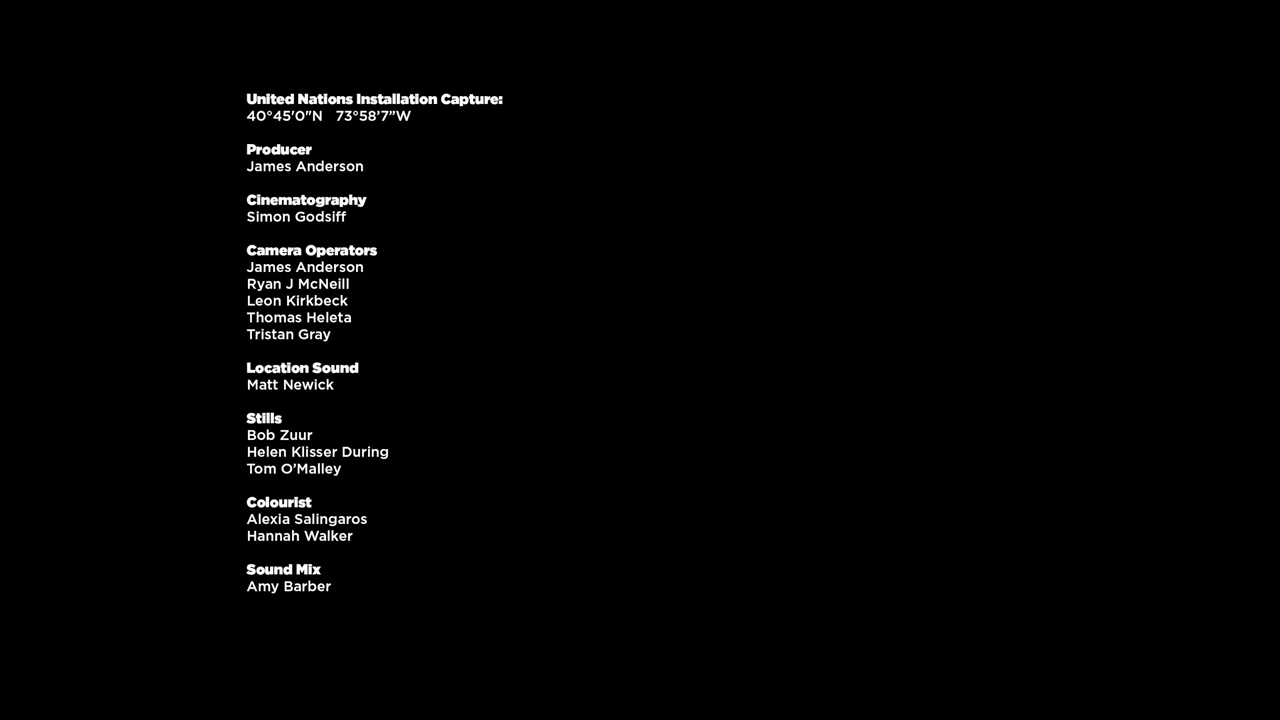 United Nations Installation Capture:
40°45'0"N 73°58’7”W
Producer
James Anderson
Cinematography
Simon Godsiff
Camera Operators
James Anderson
Ryan J McNeill
Leon Kirkbeck
Thomas Heleta
Tristan Gray
Location Sound
Matt Newick
Stills
Bob Zuur
Helen Klisser During
Tom O’Malley
Colourist
Alexia Salingaros
Hannah Walker
Sound Mix
Amy Barber